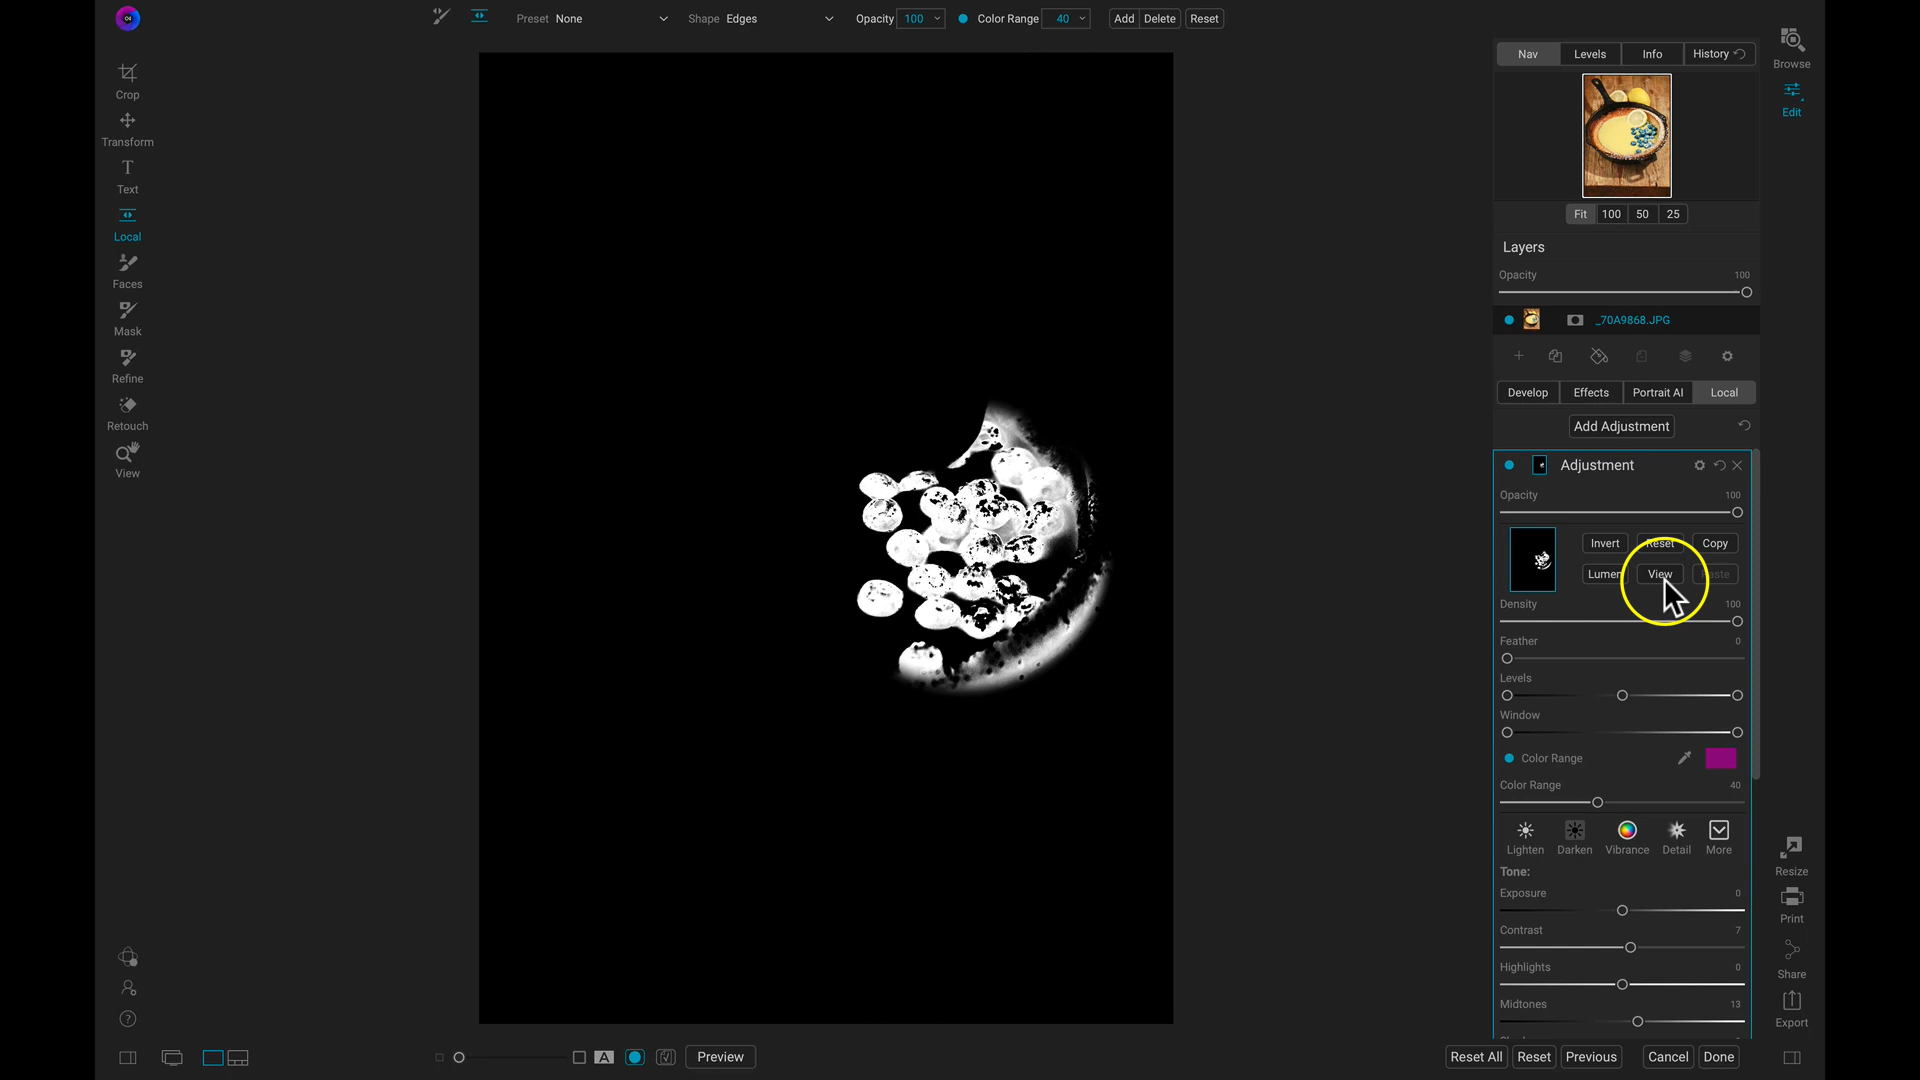 Preset None Shape Edges Opacity 100 Color Range 40 Add Delete Reset
Crop
Transform
Text
Local
Faces
Mask
Refine
Retouch
View
Nav Levels Info History
Browse
Edit
Fit 100 50 25
Layers
Opacity 100
_70A9868.JPG
Develop Effects Portrait AI Local
Add Adjustment
Adjustment
Opacity 100
Invert Reset Copy
Lumen View Paste
Density 100
Feather 0
Levels
Window
Color Range
Color Range 40
Lighten Darken Vibrance Detail More
Tone:
Exposure 0
Contrast 7
Highlights 0
Midtones 13
Resize
Print
Share
Export
A Preview
Reset All Reset Previous Cancel Done